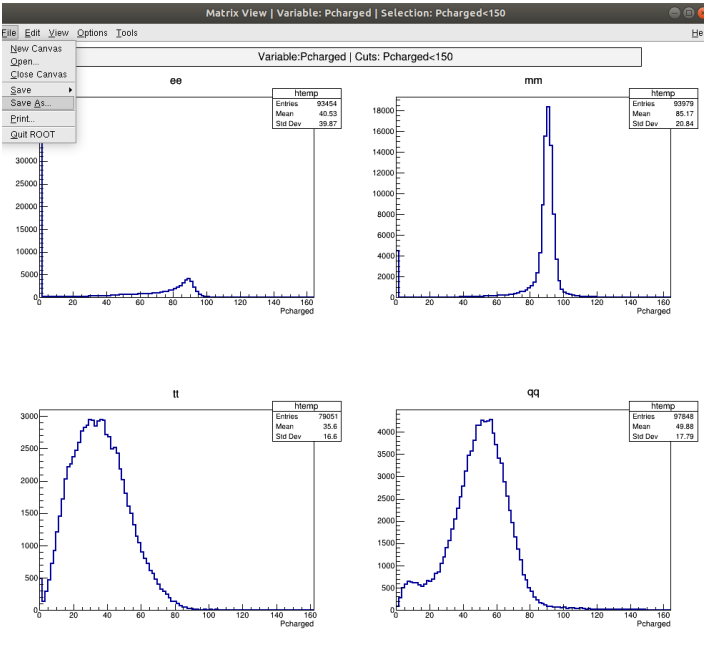 Matrix View | Variable: Pcharged | Selection: Pcharged<150
File Edit View Options Tools He
New Canvas
Open...
Close Canvas
Save
Save As...
Print...
Quit ROOT
Variable:Pcharged | Cuts: Pcharged<150
ee
htemp
Entries 93454
Mean 40.53
Std Dev 39.87
30000
25000
20000
15000
10000
5000
0
0 20 40 60 80 100 120 140 160
Pcharged
mm
htemp
Entries 93979
Mean 85.17
Std Dev 20.84
18000
16000
14000
12000
10000
8000
6000
4000
2000
0
0 20 40 60 80 100 120 140 160
Pcharged
tt
htemp
Entries 79051
Mean 35.6
Std Dev 16.6
3000
2500
2000
1500
1000
500
0
0 20 40 60 80 100 120 140 160
Pcharged
qq
htemp
Entries 97848
Mean 49.88
Std Dev 17.79
4000
3500
3000
2500
2000
1500
1000
500
0
0 20 40 60 80 100 120 140 160
Pcharged